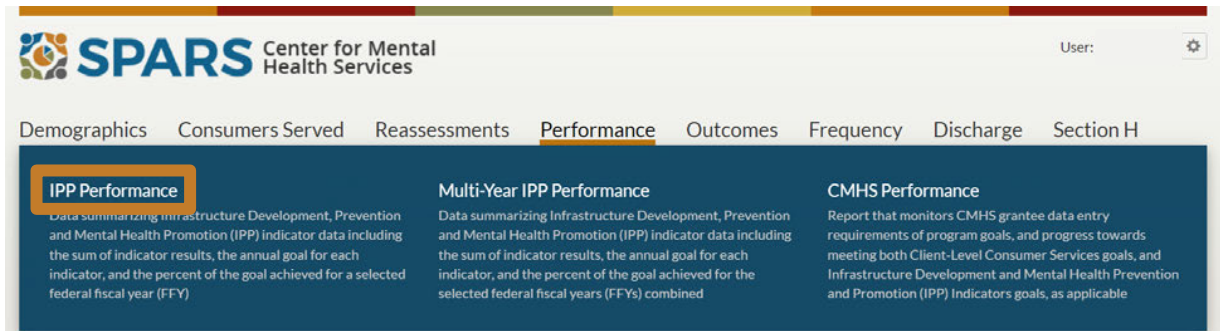 SPARS Center for Mental
Health Services
User:
Demographics Consumers Served Reassessments Performance Outcomes Frequency Discharge Section H
IPP Performance
Data summarizing Infrastructure Development, Prevention
and Mental Health Promotion (IPP) indicator data including
the sum of indicator results, the annual goal for each
indicator, and the percent of the goal achieved for a selected
federal fiscal year (FFY)
Multi-Year IPP Performance
Data summarizing Infrastructure Development, Prevention
and Mental Health Promotion (IPP) indicator data including
the sum of indicator results, the annual goal for each
indicator, and the percent of the goal achieved for the
selected federal fiscal years (FFYs) combined
CMHS Performance
Report that monitors CMHS grantee data entry
requirements of program goals, and progress towards
meeting both Client-Level Consumer Services goals, and
Infrastructure Development and Mental Health Prevention
and Promotion (IPP) Indicators goals, as applicable